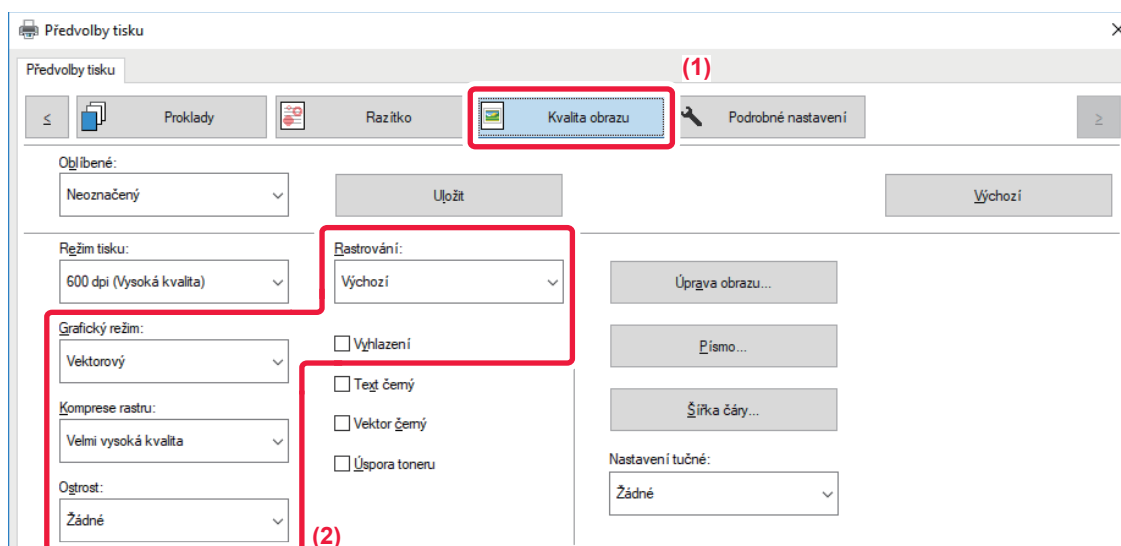 Předvolby tisku
Předvolby tisku
(1)
≤ Proklady Razítko Kvalita obrazu Podrobné nastavení ≥
Oblíbené:
Neoznačený Uložit Výchozí
Režim tisku: Rastrování:
600 dpi (Vysoká kvalita) Výchozí Úprava obrazu...
Grafický režim:
Vektorový Vyhlazení Písmo...
Text černý
Komprese rastru:
Vektor černý Šířka čáry...
Velmi vysoká kvalita
Úspora toneru Nastavení tučné:
Ostrost:
Žádné Žádné
(2)